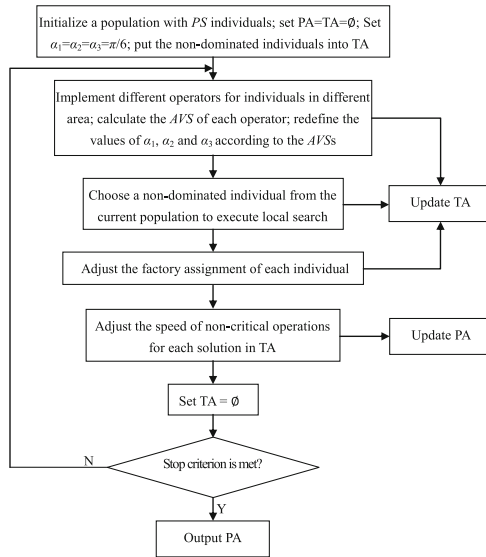 Initialize a population with PS individuals; set PA=TA=∅; Set
α₁=α₂=α₃=π/6; put the non-dominated individuals into TA
Implement different operators for individuals in different
area; calculate the AVS of each operator; redefine the
values of α₁, α₂ and α₃ according to the AVSs
Choose a non-dominated individual from the
current population to execute local search
Update TA
Adjust the factory assignment of each individual
Adjust the speed of non-critical operations
for each solution in TA
Update PA
Set TA = ∅
Stop criterion is met?
N
Y
Output PA